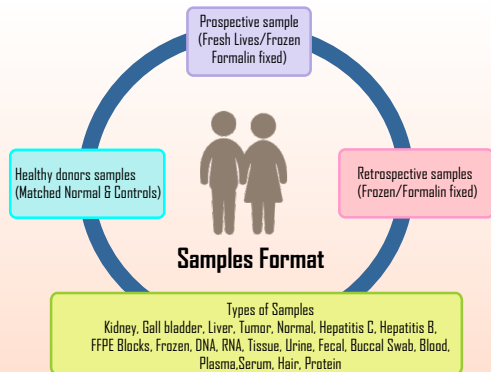 Prospective sample
(Fresh Lives/Frozen
Formalin fixed)
Healthy donors samples
(Matched Normal & Controls)
Retrospective samples
(Frozen/Formalin fixed)
Samples Format
Types of Samples
Kidney, Gall bladder, Liver, Tumor, Normal, Hepatitis C, Hepatitis B,
FFPE Blocks, Frozen, DNA, RNA, Tissue, Urine, Fecal, Buccal Swab, Blood,
Plasma,Serum, Hair, Protein